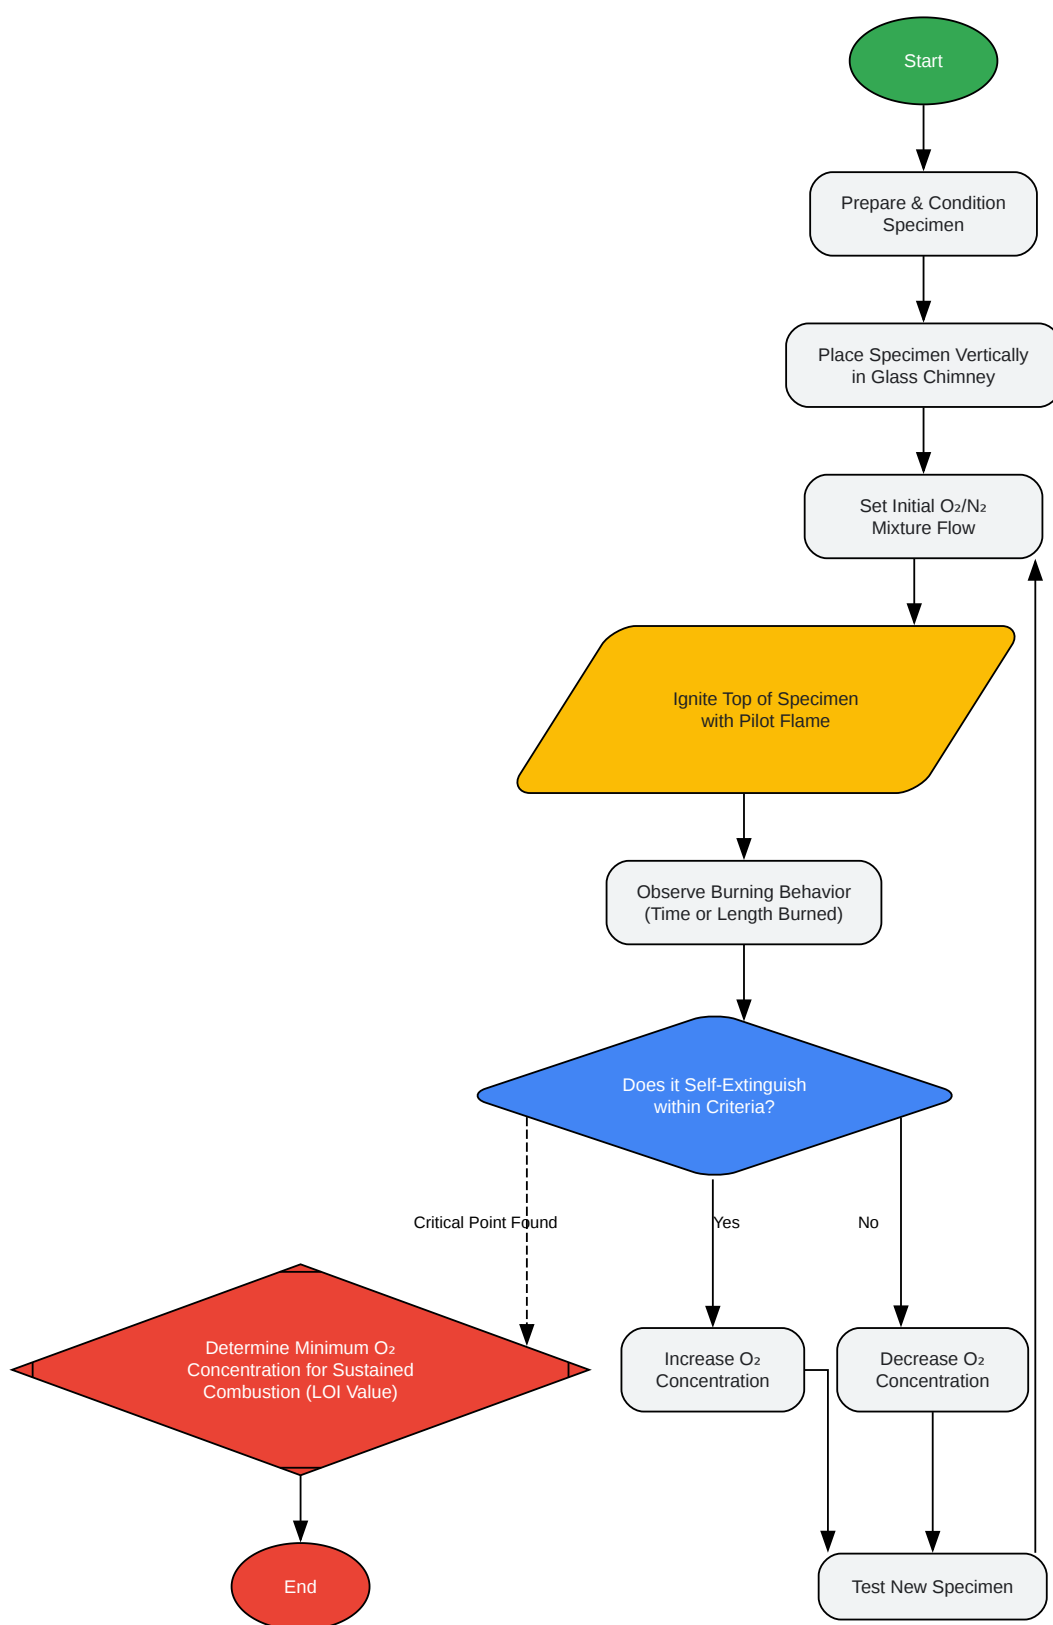 Start
Prepare & Condition
Specimen
Place Specimen Vertically
in Glass Chimney
Set Initial O₂/N₂
Mixture Flow
Ignite Top of Specimen
with Pilot Flame
Observe Burning Behavior
(Time or Length Burned)
Does it Self-Extinguish
within Criteria?
Critical Point Found
Yes
No
Determine Minimum O₂
Concentration for Sustained
Combustion (LOI Value)
Increase O₂
Concentration
Decrease O₂
Concentration
End
Test New Specimen